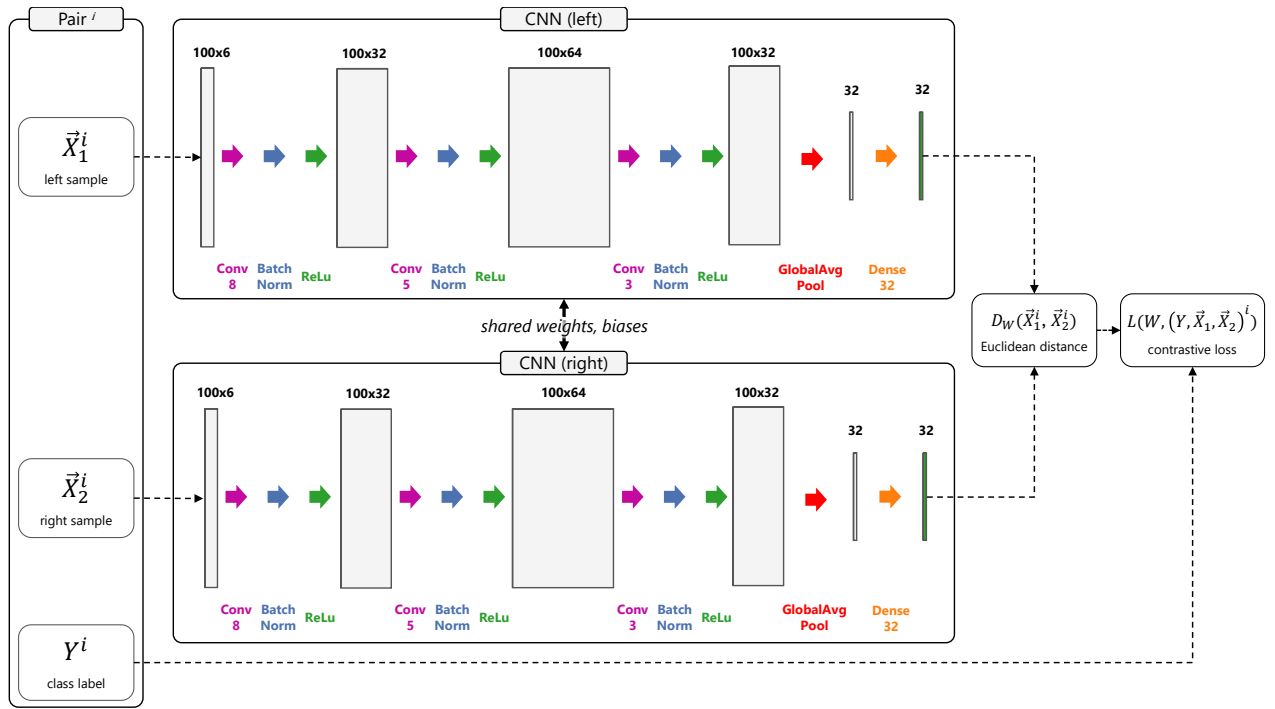 Pair i
X⃗₁ⁱ
left sample
X⃗₂ⁱ
right sample
Yⁱ
class label
CNN (left)
100x6
100x32
100x64
100x32
32
32
Conv
8
Batch
Norm
ReLu
Conv
5
Batch
Norm
ReLu
Conv
3
Batch
Norm
ReLu
GlobalAvg
Pool
Dense
32
shared weights, biases
CNN (right)
100x6
100x32
100x64
100x32
32
32
Conv
8
Batch
Norm
ReLu
Conv
5
Batch
Norm
ReLu
Conv
3
Batch
Norm
ReLu
GlobalAvg
Pool
Dense
32
D_W(X⃗₁ⁱ, X⃗₂ⁱ)
Euclidean distance
L(W, (Y, X⃗₁, X⃗₂)ⁱ)
contrastive loss